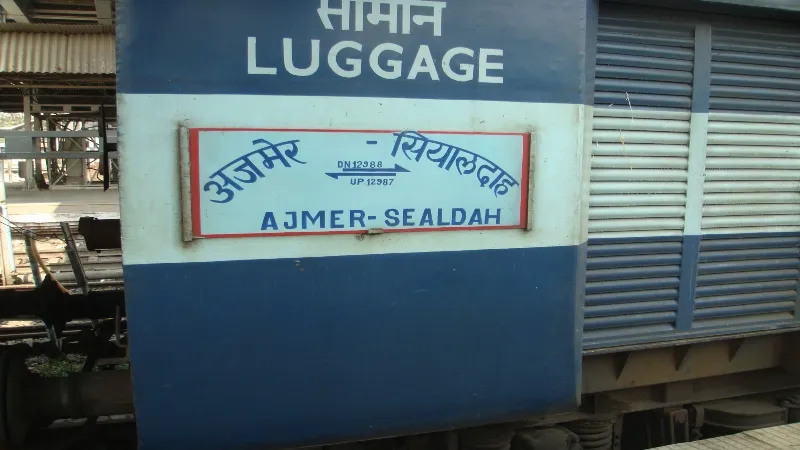 सामान
LUGGAGE
अजमेर - सियालदाह
DN 12988
UP 12987
AJMER-SEALDAH